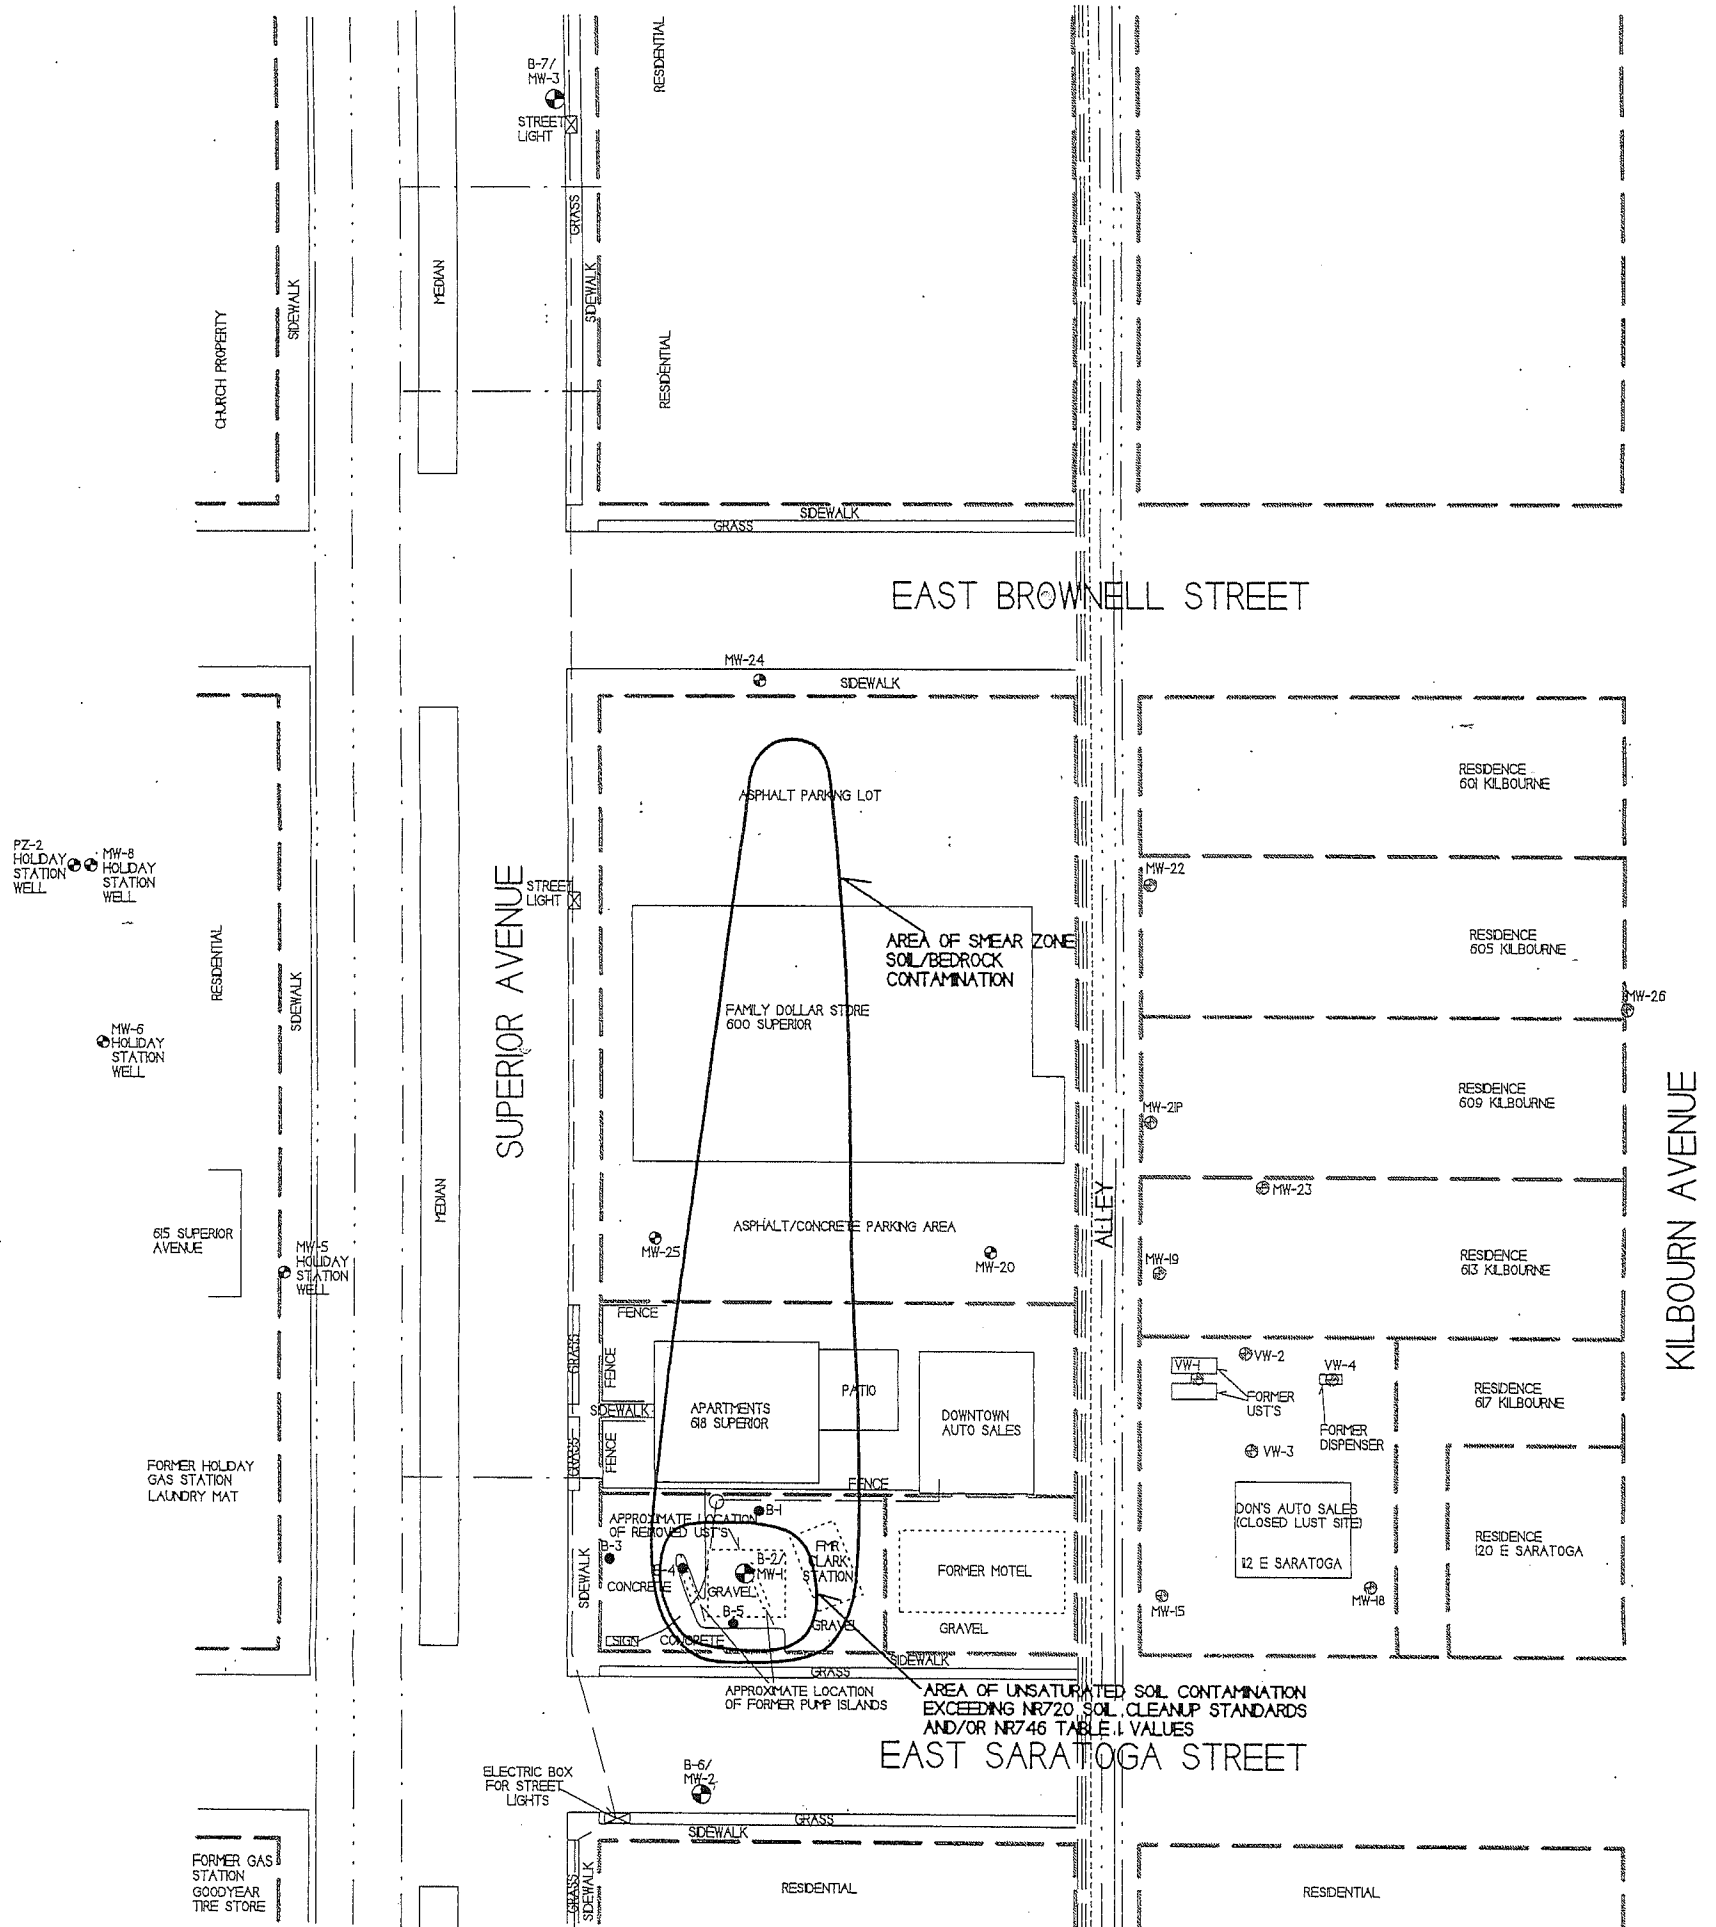 B-7/
MW-3
STREET
LIGHT
RESIDENTIAL
GRASS
SIDEWALK
MEDIAN
SIDEWALK
CHURCH PROPERTY
RESIDENTIAL
SIDEWALK
GRASS
EAST BROWNELL STREET
MW-24
SIDEWALK
ASPHALT PARKING LOT
RESIDENCE
601 KILBOURNE
PZ-2
HOLIDAY
STATION
WELL
MW-8
HOLIDAY
STATION
WELL
STREET
LIGHT
SUPERIOR AVENUE
MW-22
AREA OF SMEAR ZONE
SOIL/BEDROCK
CONTAMINATION
RESIDENCE
605 KILBOURNE
RESIDENTIAL
SIDEWALK
FAMILY DOLLAR STORE
600 SUPERIOR
MW-26
MW-6
HOLIDAY
STATION
WELL
RESIDENCE
609 KILBOURNE
MW-21P
KILBOURN AVENUE
MEDIAN
ALLEY
MW-23
615 SUPERIOR
AVENUE
MW-5
HOLIDAY
STATION
WELL
ASPHALT/CONCRETE PARKING AREA
MW-25
MW-20
MW-19
RESIDENCE
613 KILBOURNE
FENCE
GRASS
FENCE
SIDEWALK
GRASS
FENCE
APARTMENTS
618 SUPERIOR
PATIO
DOWNTOWN
AUTO SALES
VW-1
VW-2
VW-4
FORMER
UST'S
FORMER
DISPENSER
VW-3
RESIDENCE
617 KILBOURNE
FORMER HOLIDAY
GAS STATION
LAUNDRY MAT
FENCE
APPROXIMATE LOCATION
OF REMOVED UST'S
B-1
B-3
B-4
B-2/
MW-1
FMR
CLARK
STATION
CONCRETE
GRAVEL
B-5
GRAVEL
FORMER MOTEL
GRAVEL
DON'S AUTO SALES
(CLOSED LUST SITE)
12 E SARATOGA
RESIDENCE
120 E SARATOGA
MW-15
MW-18
SIDEWALK
SIGN
CONCRETE
SIDEWALK
GRASS
APPROXIMATE LOCATION
OF FORMER PUMP ISLANDS
AREA OF UNSATURATED SOIL CONTAMINATION
EXCEEDING NR720 SOIL CLEANUP STANDARDS
AND/OR NR746 TABLE 1 VALUES
EAST SARATOGA STREET
ELECTRIC BOX
FOR STREET
LIGHTS
B-6/
MW-2
GRASS
SIDEWALK
FORMER GAS
STATION
GOODYEAR
TIRE STORE
GRASS
SIDEWALK
RESIDENTIAL
RESIDENTIAL